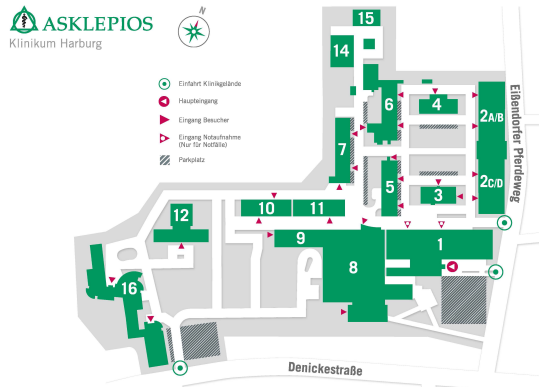 ASKLEPIOS
Klinikum Harburg
N
Einfahrt Klinikgelände
Haupteingang
Eingang Besucher
Eingang Notaufnahme
(Nur für Notfälle)
Parkplatz
15
14
6
4
2A/B
Eißendorfer Pferdeweg
7
5
3
2C/D
10
11
12
9
1
8
16
Denickestraße